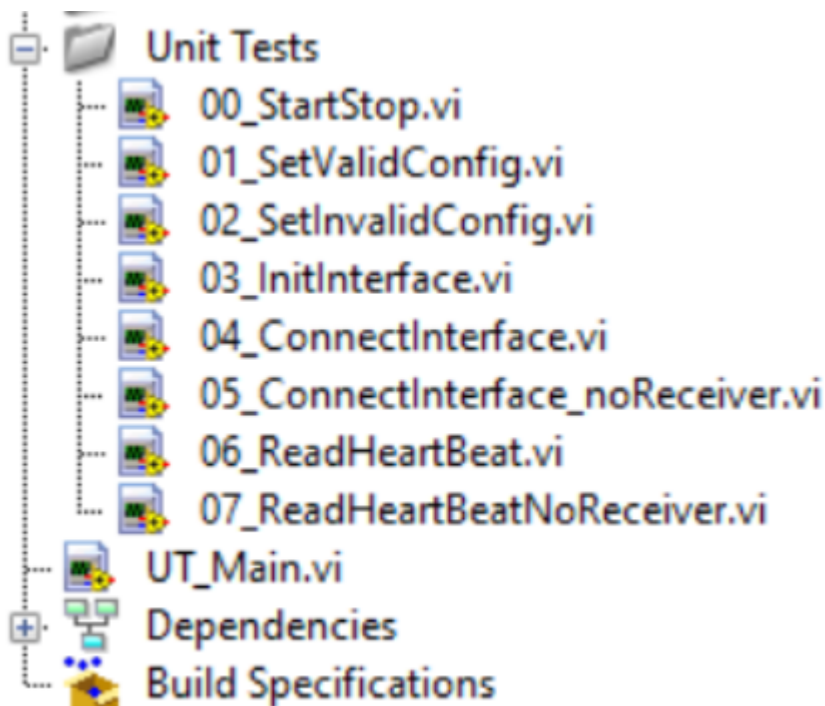 Unit Tests
00_StartStop.vi
01_SetValidConfig.vi
02_SetInvalidConfig.vi
03_InitInterface.vi
04_ConnectInterface.vi
05_ConnectInterface_noReceiver.vi
06_ReadHeartBeat.vi
07_ReadHeartBeatNoReceiver.vi
UT_Main.vi
Dependencies
Build Specifications